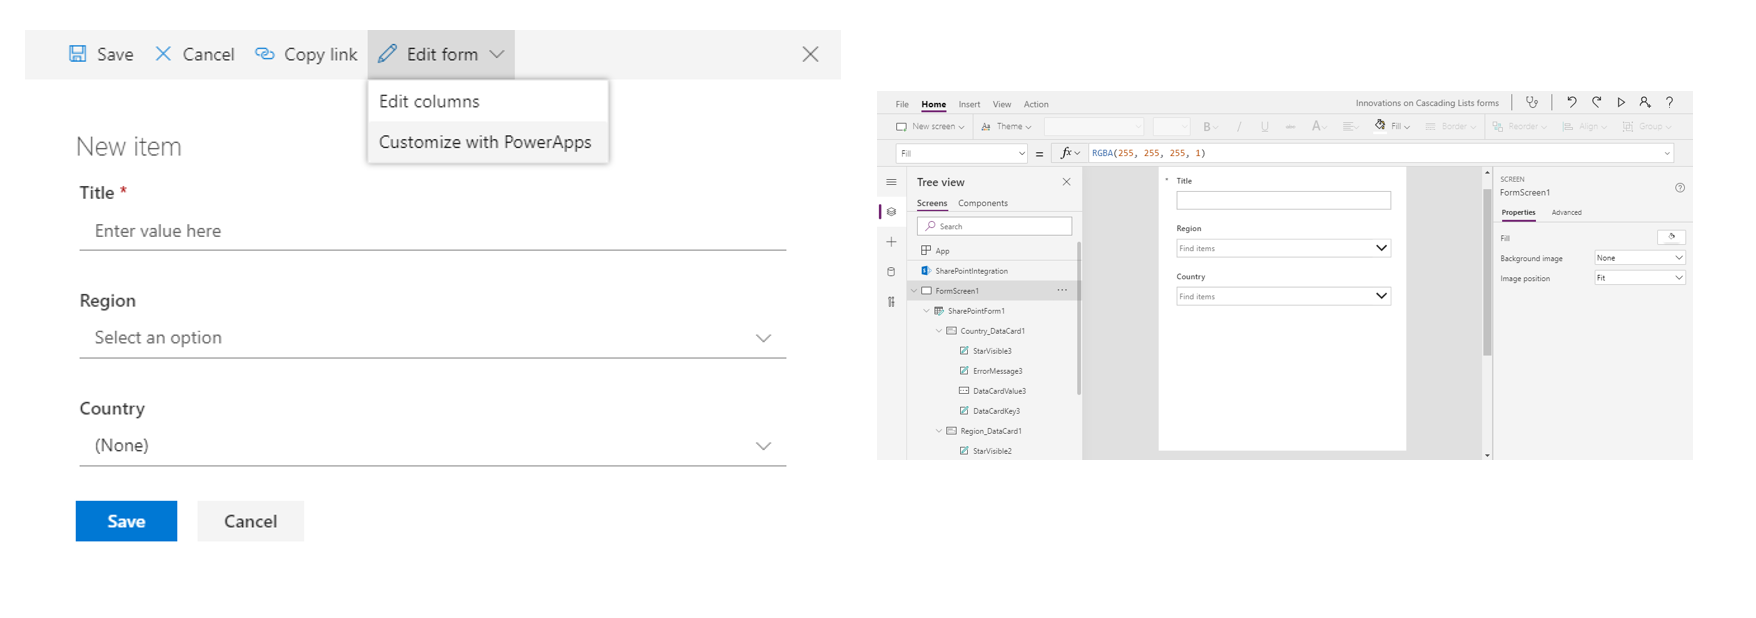 Save Cancel Copy link Edit form
Edit columns
Customize with PowerApps
New item
Title *
Enter value here
Region
Select an option
Country
(None)
Save Cancel
File Home Insert View Action Innovations on Cascading Lists forms ?
New screen Theme B / U abc A Fill Border Reorder Align Group
Fill = fx RGBA(255, 255, 255, 1)
Tree view
Screens Components
Search
App
SharePointIntegration
FormScreen1 ...
SharePointForm1
Country_DataCard1
StarVisible3
ErrorMessage3
DataCardValue3
DataCardKey3
Region_DataCard1
StarVisible2
* Title
Region
Find items
Country
Find items
SCREEN
FormScreen1
?
Properties Advanced
Fill
Background image None
Image position Fit